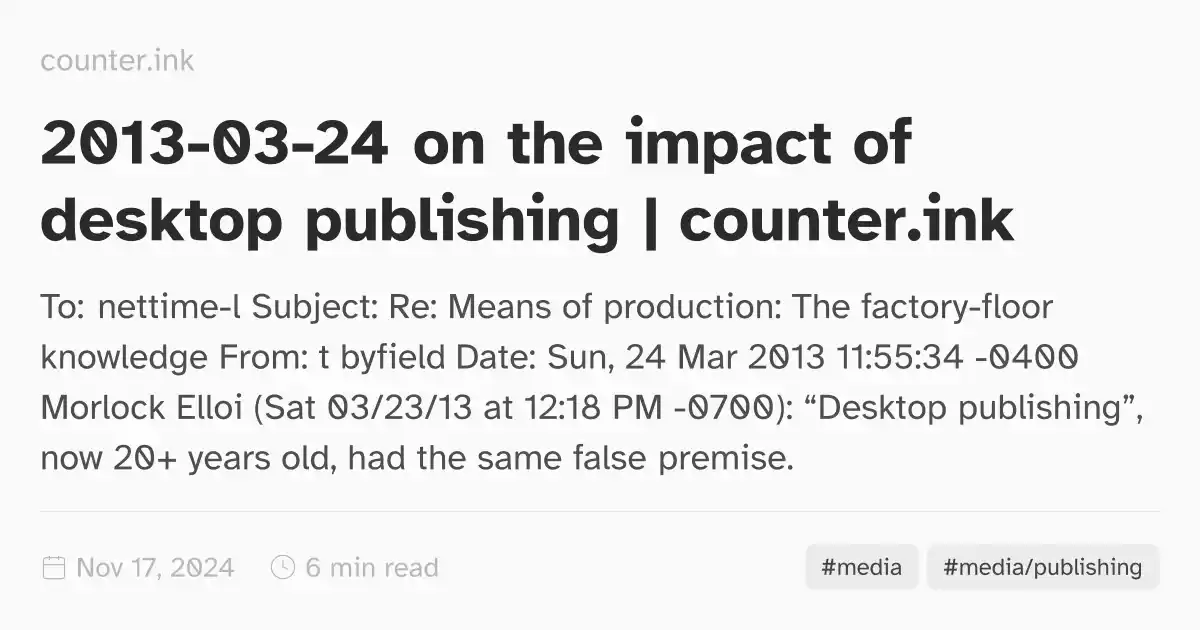 counter.ink
2013-03-24 on the impact of
desktop publishing | counter.ink
To: nettime-l Subject: Re: Means of production: The factory-floor
knowledge From: t byfield Date: Sun, 24 Mar 2013 11:55:34 -0400
Morlock Elloi (Sat 03/23/13 at 12:18 PM -0700): “Desktop publishing”,
now 20+ years old, had the same false premise.
Nov 17, 2024 6 min read #media #media/publishing